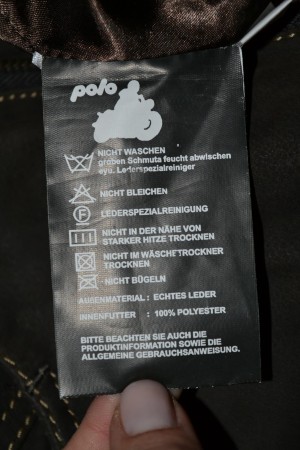 polo
NICHT WASCHEN
groben Schmutz feucht abwischen
evu. Lederspezialreiniger
NICHT BLEICHEN
F LEDERSPEZIALREINIGUNG
NICHT IN DER NÄHE VON
STARKER HITZE TROCKNEN
NICHT IM WÄSCHETROCKNER
TROCKNEN
NICHT BÜGELN
AUßENMATERIAL : ECHTES LEDER
INNENFUTTER : 100% POLYESTER
BITTE BEACHTEN SIE AUCH DIE
PRODUKTINFORMATION SOWIE DIE
ALLGEMEINE GEBRAUCHSANWEISUNG.